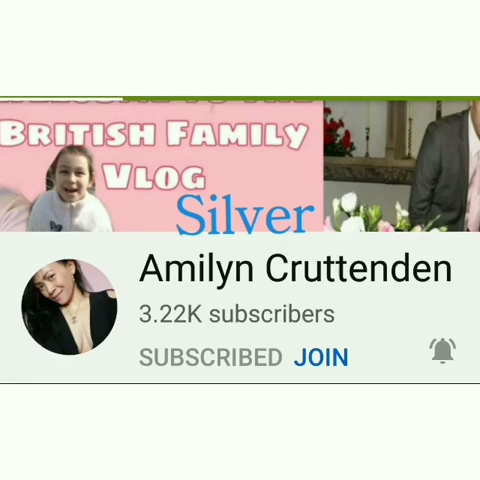 BRITISH FAMILY
VLOG
Silver
Amilyn Cruttenden
3.22K subscribers
SUBSCRIBED JOIN